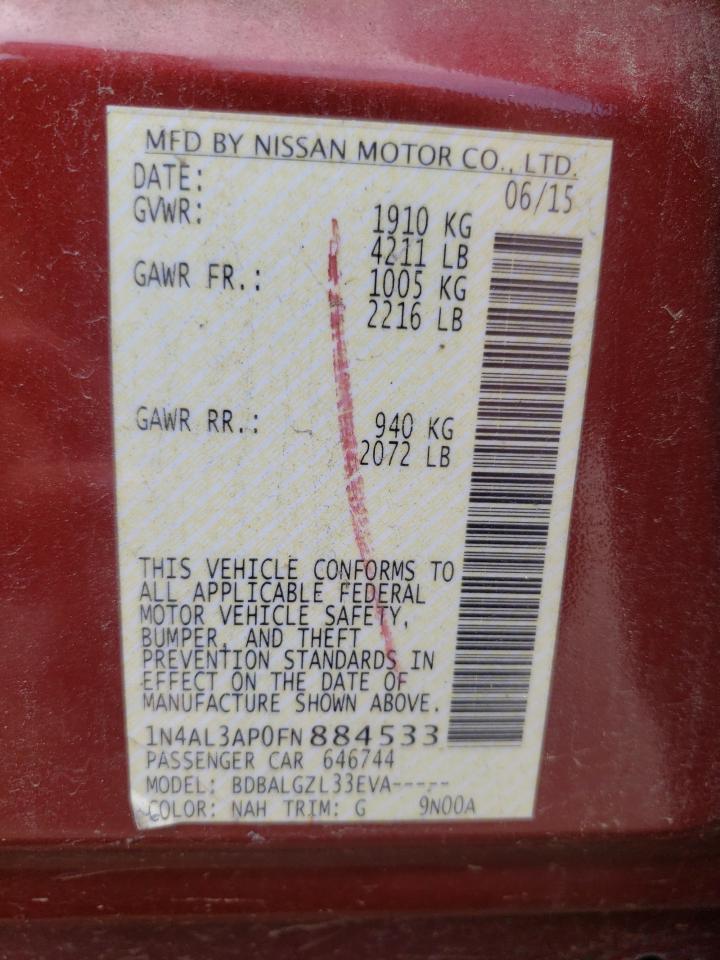 MFD BY NISSAN MOTOR CO., LTD.
DATE: 06/15
GVWR: 1910 KG
4211 LB
GAWR FR.: 1005 KG
2216 LB
GAWR RR.: 940 KG
2072 LB
THIS VEHICLE CONFORMS TO
ALL APPLICABLE FEDERAL
MOTOR VEHICLE SAFETY,
BUMPER, AND THEFT
PREVENTION STANDARDS IN
EFFECT ON THE DATE OF
MANUFACTURE SHOWN ABOVE.
1N4AL3AP0FN884533
PASSENGER CAR 646744
MODEL: BDBALGZL33EVA-----
COLOR: NAH TRIM: G 9N00A